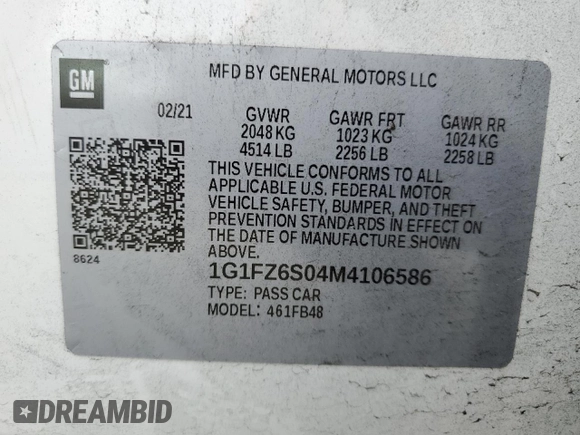 GM
MFD BY GENERAL MOTORS LLC
02/21 GVWR GAWR FRT GAWR RR
2048 KG 1023 KG 1024 KG
4514 LB 2256 LB 2258 LB
THIS VEHICLE CONFORMS TO ALL
APPLICABLE U.S. FEDERAL MOTOR
VEHICLE SAFETY, BUMPER, AND THEFT
PREVENTION STANDARDS IN EFFECT ON
THE DATE OF MANUFACTURE SHOWN
ABOVE.
8624
1G1FZ6S04M4106586
TYPE: PASS CAR
MODEL: 461FB48
DREAMBID